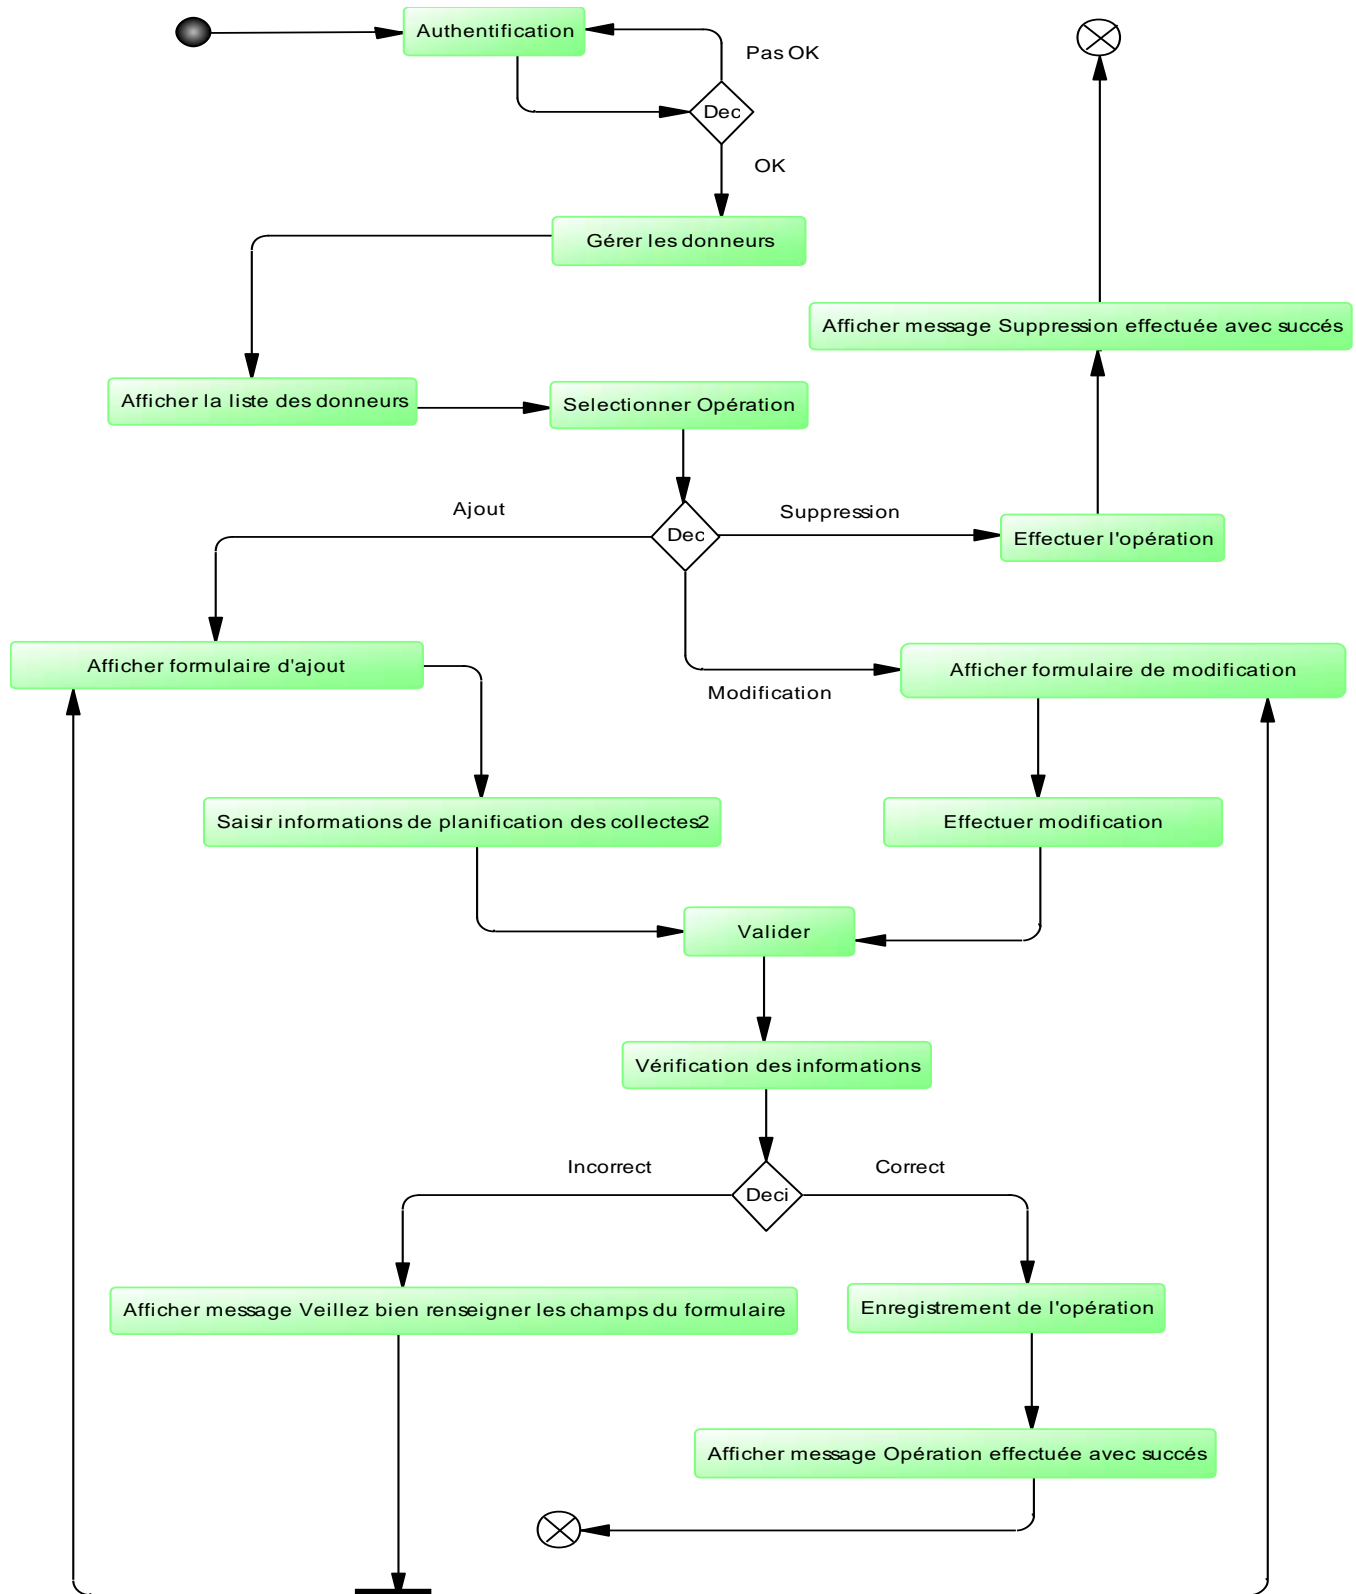 Authentification
Pas OK
Dec
OK
Gérer les donneurs
Afficher message Suppression effectuée avec succés
Afficher la liste des donneurs
Selectionner Opération
Ajout
Dec
Suppression
Effectuer l'opération
Afficher formulaire d'ajout
Afficher formulaire de modification
Modification
Saisir informations de planification des collectes2
Effectuer modification
Valider
Vérification des informations
Incorrect
Correct
Deci
Afficher message Veillez bien renseigner les champs du formulaire
Enregistrement de l'opération
Afficher message Opération effectuée avec succés